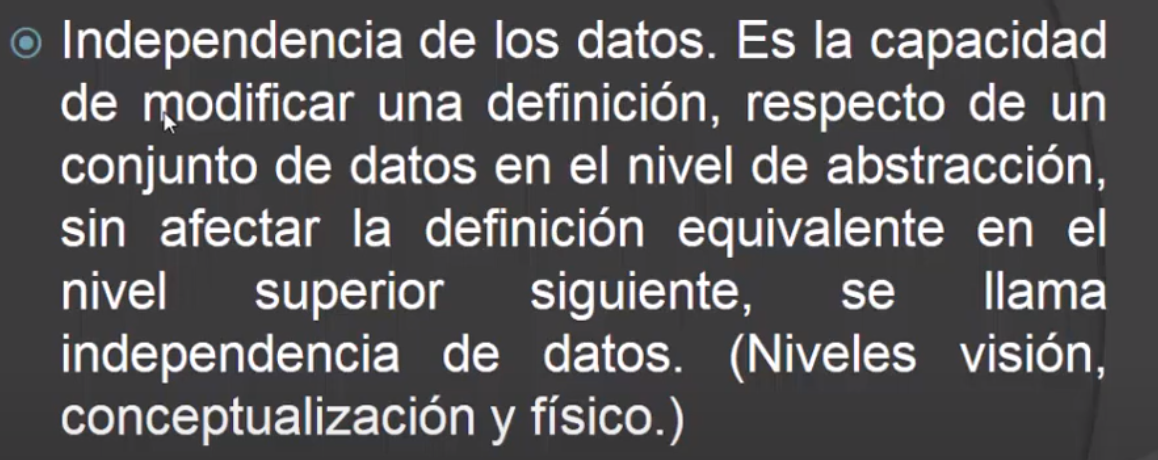 Independencia de los datos. Es la capacidad
de modificar una definición, respecto de un
conjunto de datos en el nivel de abstracción,
sin afectar la definición equivalente en el
nivel superior siguiente, se llama
independencia de datos. (Niveles visión,
conceptualización y físico.)